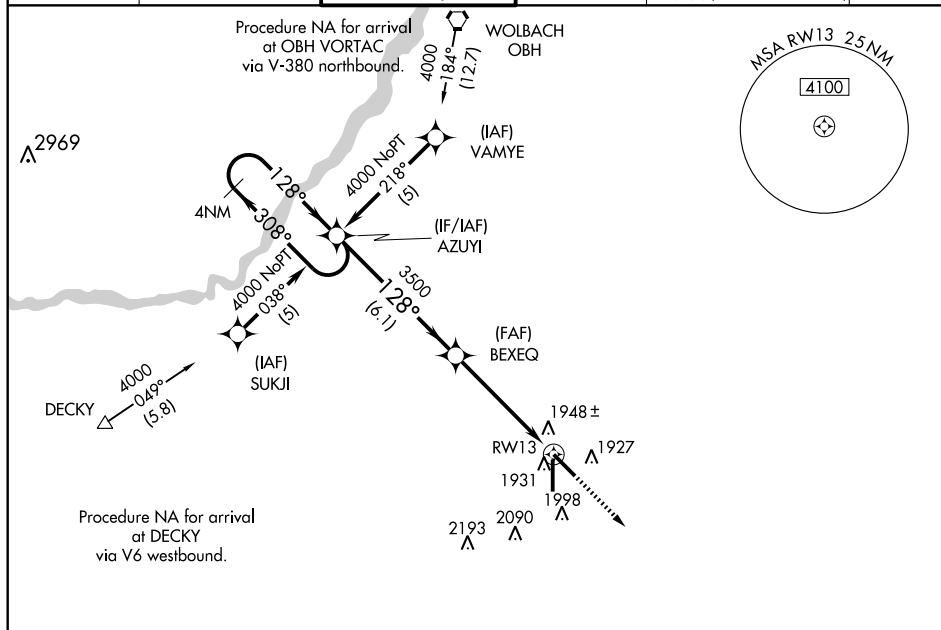 Procedure NA for arrival
at OBH VORTAC
via V-380 northbound.
WOLBACH
OBH
4000
184°
(12.7)
MSA RW13 25 NM
4100
2969
(IAF)
VAMYE
4000 NoPT
218°
(5)
128°
4NM
308°
(IF/IAF)
AZUYI
4000 NoPT
038°
(5)
3500
128°
(6.1)
(IAF)
SUKJI
(FAF)
BEXEQ
4000
049°
(5.8)
DECKY
1948 ±
RW13
1927
1931
1998
2090
2193
Procedure NA for arrival
at DECKY
via V6 westbound.